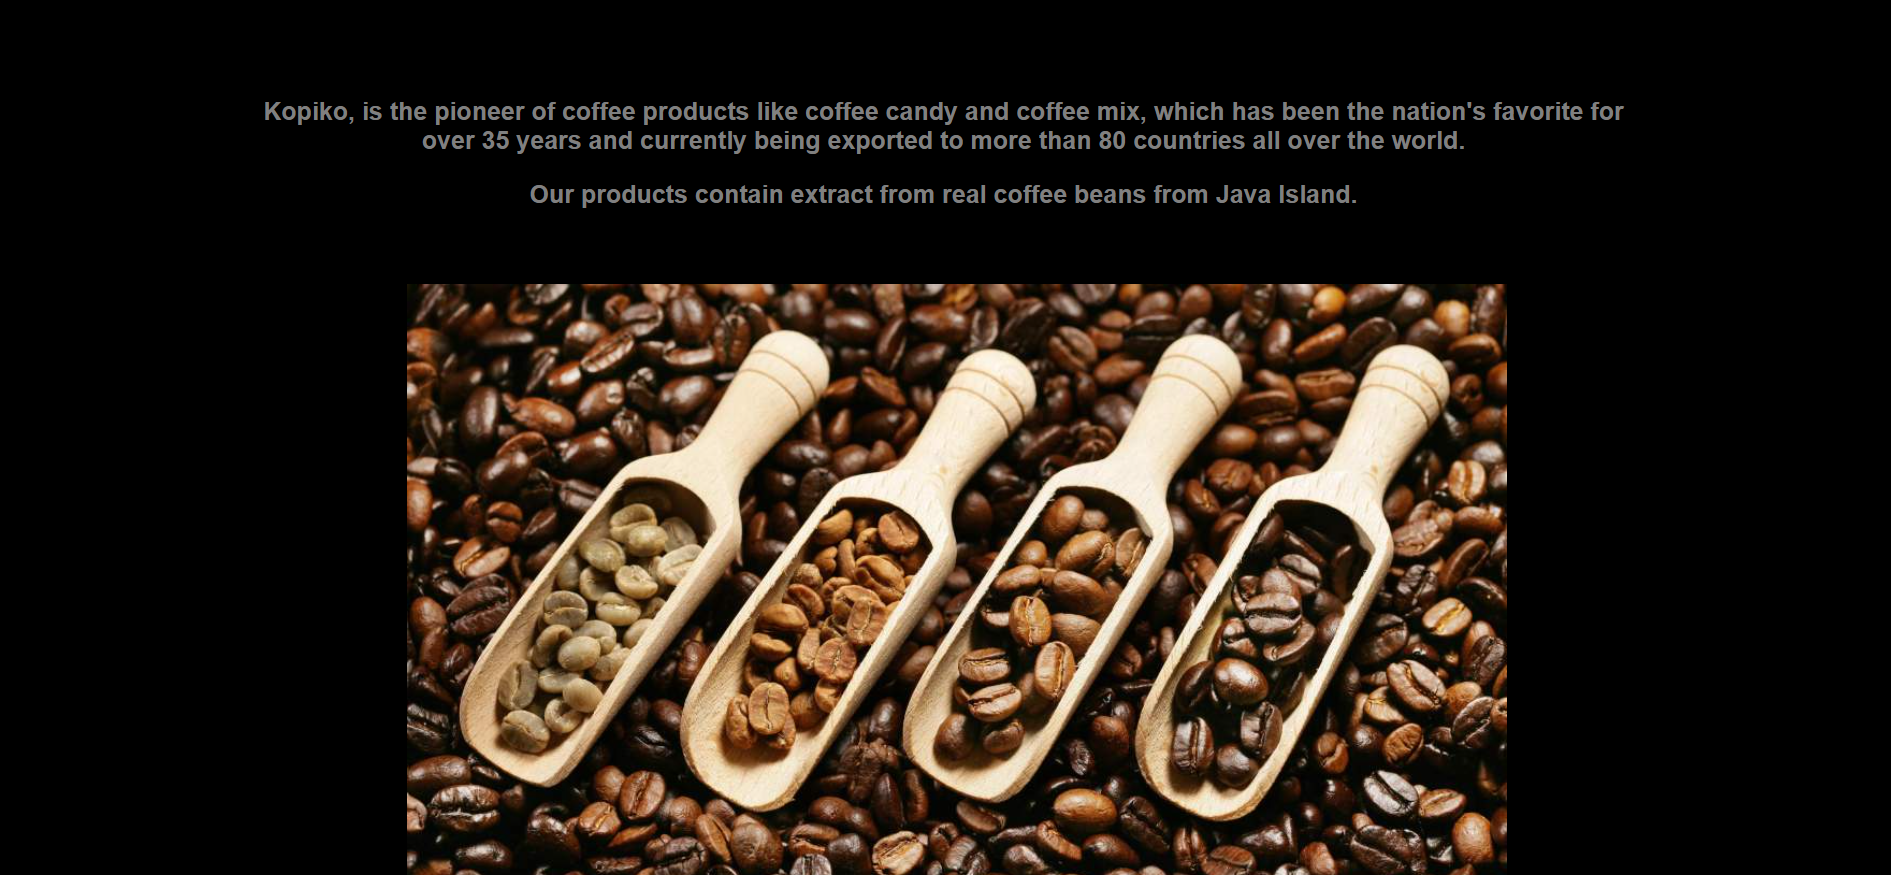 Kopiko, is the pioneer of coffee products like coffee candy and coffee mix, which has been the nation's favorite for
over 35 years and currently being exported to more than 80 countries all over the world.
Our products contain extract from real coffee beans from Java Island.